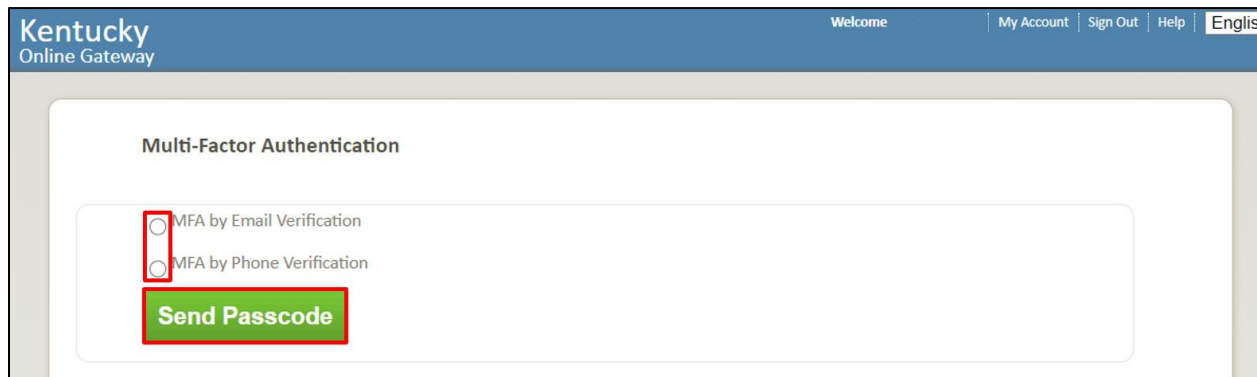 Kentucky
Online Gateway
Welcome My Account Sign Out Help Englis
Multi-Factor Authentication
MFA by Email Verification
MFA by Phone Verification
Send Passcode